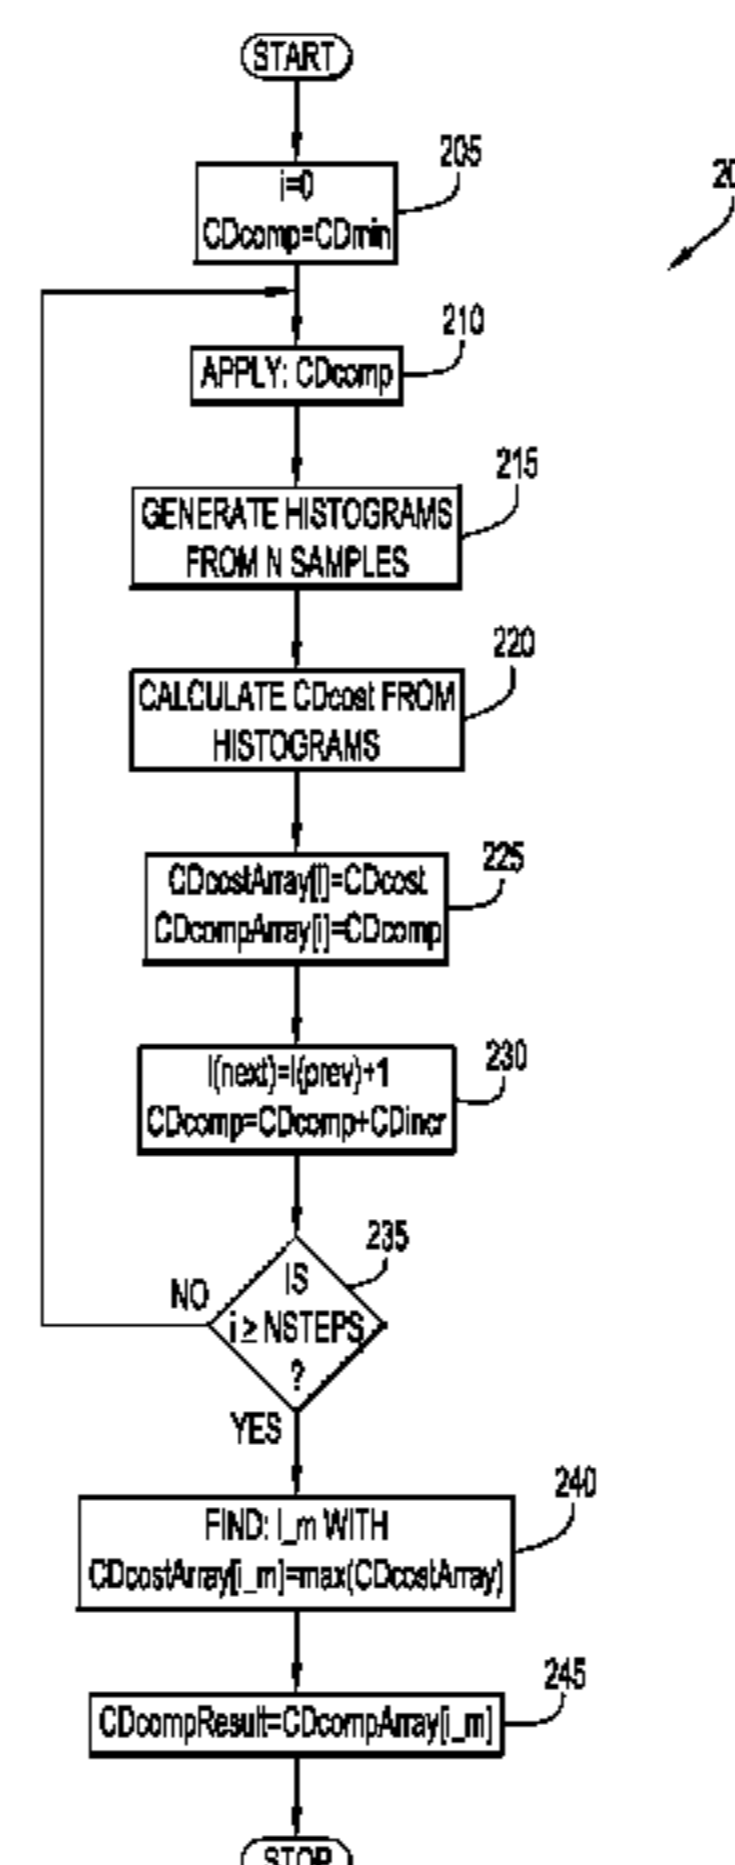 START
205
20
i=0
CDcomp=CDmin
210
APPLY: CDcomp
215
GENERATE HISTOGRAMS
FROM N SAMPLES
220
CALCULATE CDcost FROM
HISTOGRAMS
225
CDcostArray[i]=CDcost
CDcompArray[i]=CDcomp
230
I(next)=I(prev)+1
CDcomp=CDcomp+CDincr
235
IS
i ≥ NSTEPS
?
NO
YES
240
FIND: I_m WITH
CDcostArray[i_m]=max(CDcostArray)
245
CDcompResult=CDcompArray[i_m]
STOP